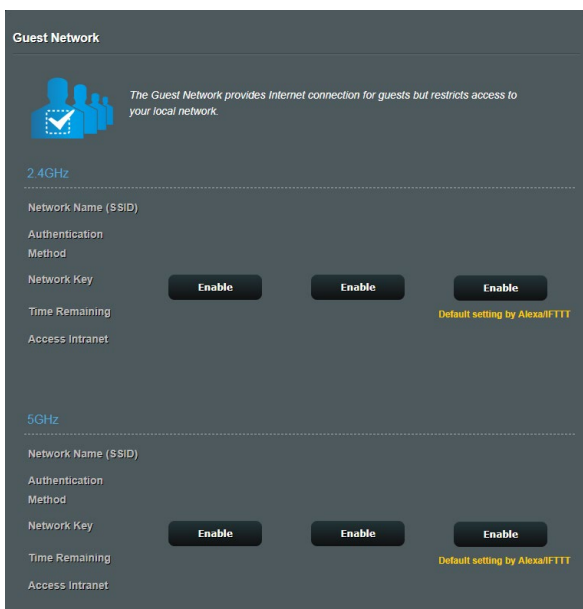 Guest Network
The Guest Network provides Internet connection for guests but restricts access to
your local network.
2.4GHz
Network Name (SSID)
Authentication
Method
Network Key
Enable Enable Enable
Time Remaining
Default setting by Alexa/IFTTT
Access Intranet
5GHz
Network Name (SSID)
Authentication
Method
Network Key
Enable Enable Enable
Time Remaining
Default setting by Alexa/IFTTT
Access Intranet